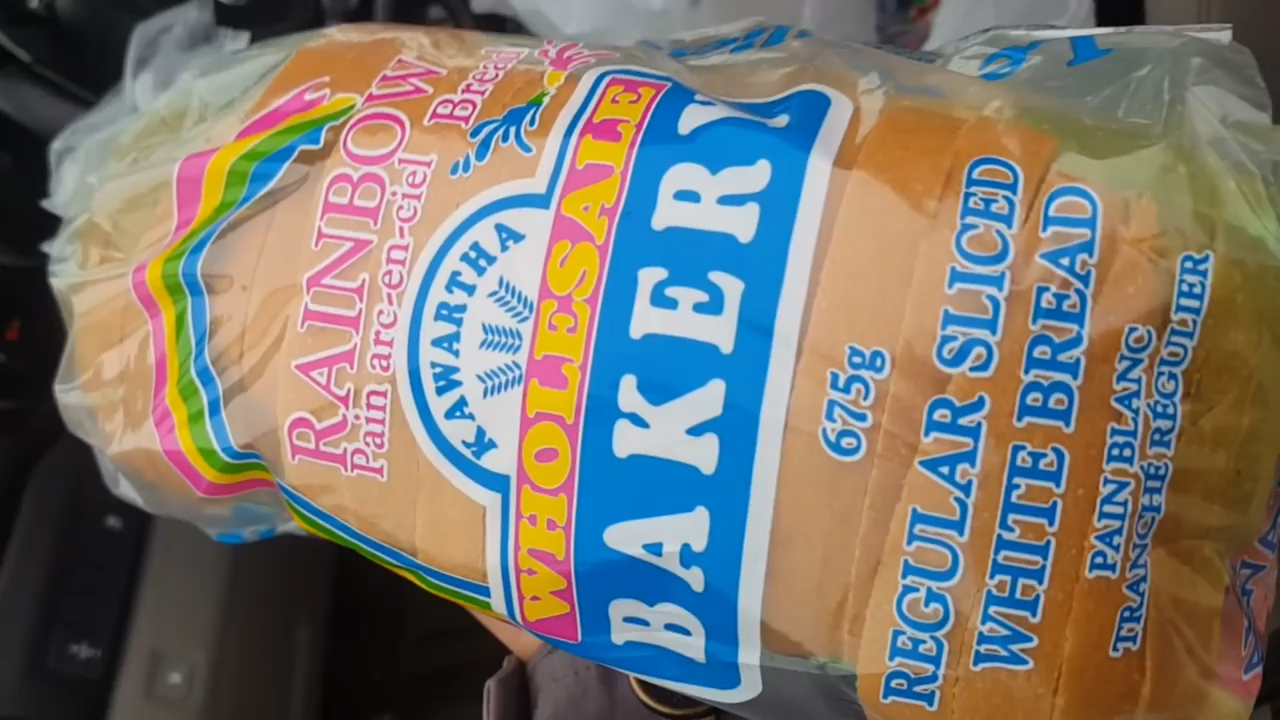 RAINBOW
Bread
Pain arc-en-ciel
KAWARTHA
WHOLESALE
BAKERY
675g
REGULAR SLICED
WHITE BREAD
PAIN BLANC
TRANCHÉ RÉGULIER